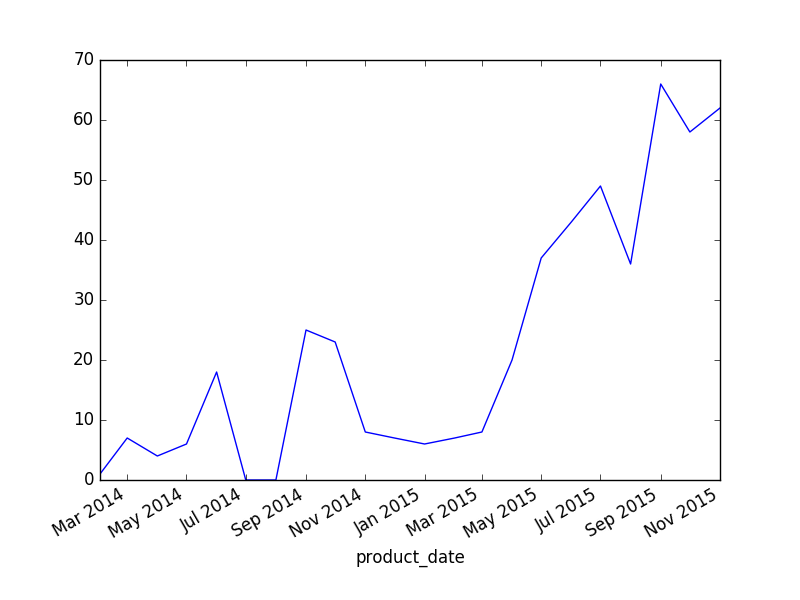 70
60
50
40
30
20
10
0
Mar 2014
May 2014
Jul 2014
Sep 2014
Nov 2014
Jan 2015
Mar 2015
May 2015
Jul 2015
Sep 2015
Nov 2015
product_date